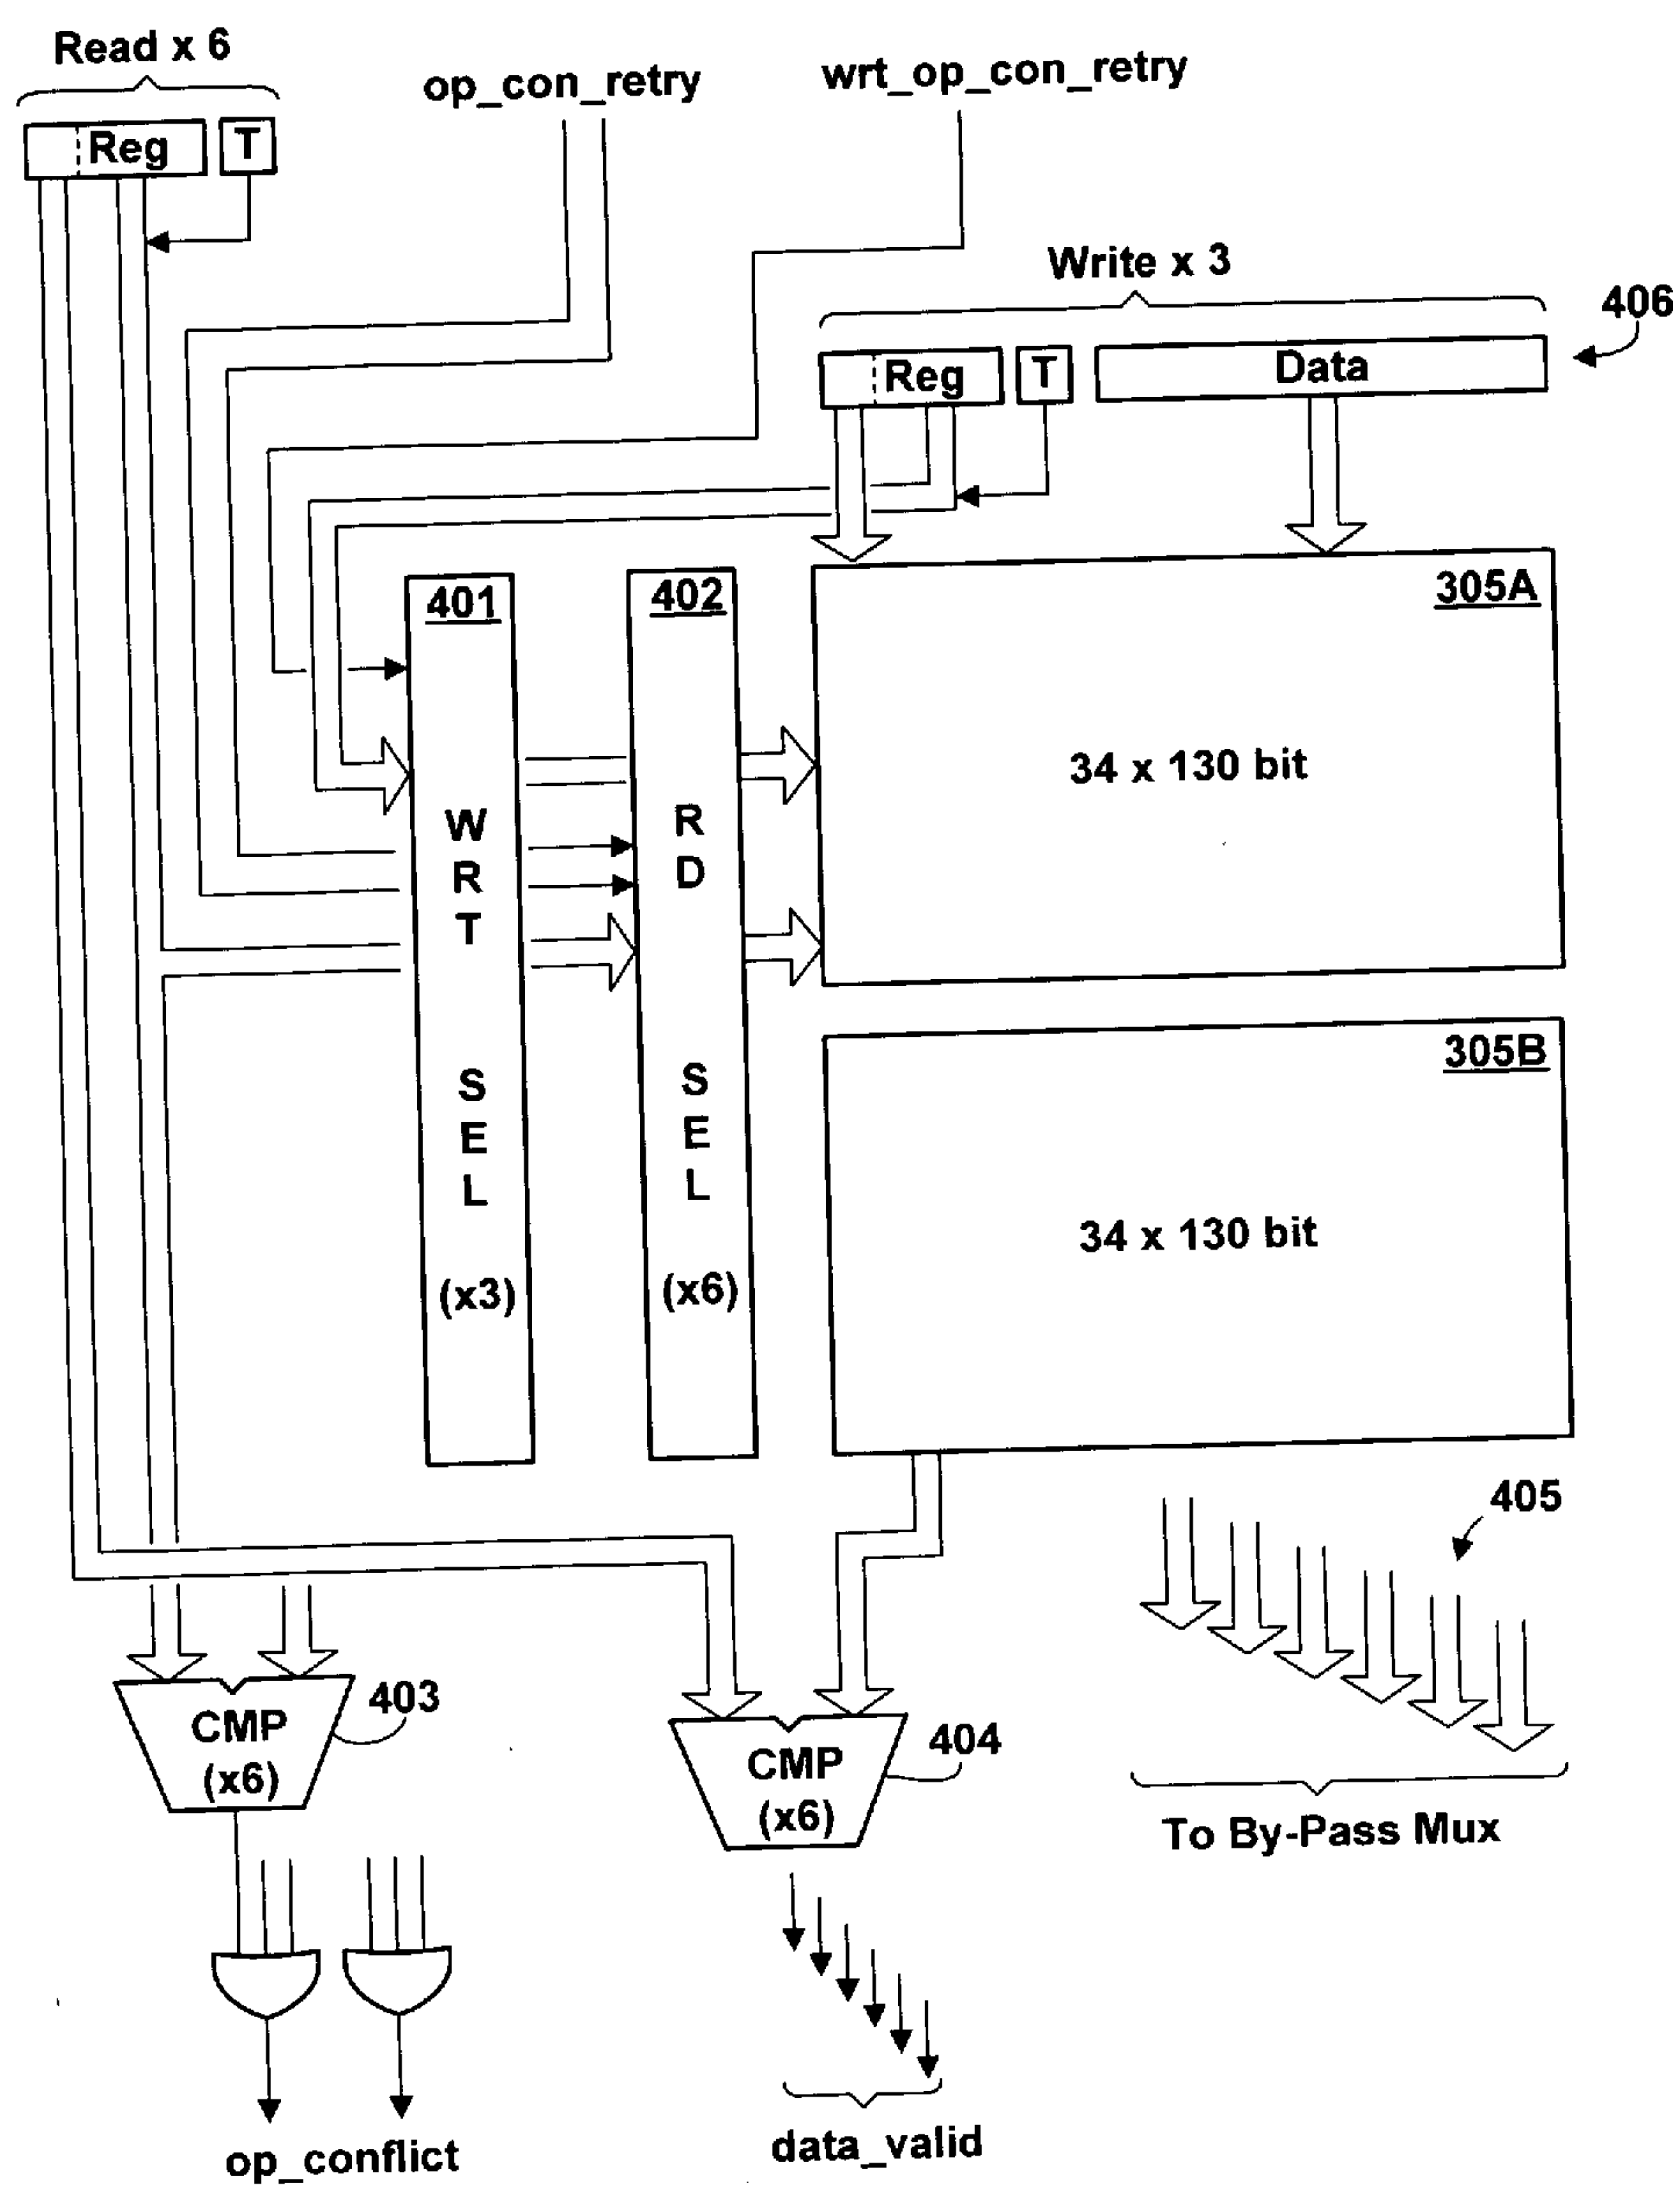 Read x 6
op_con_retry
wrt_op_con_retry
Reg
T
Write x 3
406
Reg
T
Data
401
402
305A
34 x 130 bit
W
R
T
S
E
L
(x3)
R
D
S
E
L
(x6)
305B
34 x 130 bit
405
403
CMP
(x6)
404
CMP
(x6)
To By-Pass Mux
op_conflict
data_valid